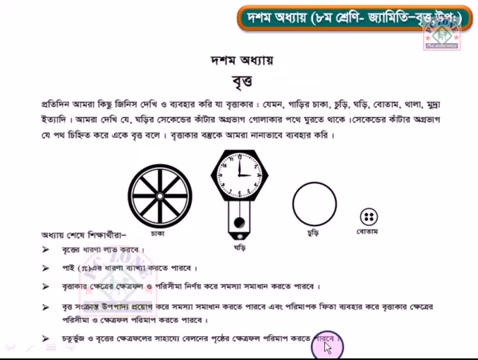 দশম অধ্যায় (৮ম শ্রেণি- জ্যামিতি-বৃত্ত,উপ:)
দশম অধ্যায়
বৃত্ত
প্রতিদিন আমরা কিছু জিনিস দেখি ও ব্যবহার করি যা বৃত্তাকার : যেমন, গাড়ির চাকা, চুড়ি, ঘড়ি, বোতাম, থালা, মুদ্রা
ইত্যাদি । আমরা দেখি যে, ঘড়ির সেকেন্ডের কাঁটার অগ্রভাগ গোলাকার পথে ঘুরতে থাকে ।সেকেন্ডের কাঁটার অগ্রভাগ
যে পথ চিহ্নিত করে একে বৃত্ত বলে । বৃত্তাকার বস্তুকে আমরা নানাভাবে ব্যবহার করি ।
চাকা
ঘড়ি
চুড়ি
বোতাম
অধ্যায় শেষে শিক্ষার্থীরা–
➢ বৃত্তের ধারণা লাভ করবে ।
➢ পাই (π)এর ধারণা ব্যাখ্যা করতে পারবে ।
➢ বৃত্তাকার ক্ষেত্রের ক্ষেত্রফল ও পরিসীমা নির্ণয় করে সমস্যা সমাধান করতে পারবে ।
➢ বৃত্ত সংক্রান্ত উপপাদ্য প্রয়োগ করে সমস্যা সমাধান করতে পারবে এবং পরিমাপক ফিতা ব্যবহার করে বৃত্তাকার ক্ষেত্রের
পরিসীমা ও ক্ষেত্রফল পরিমাপ করতে পারবে ।
➢ চতুর্ভুজ ও বৃত্তের ক্ষেত্রফলের সাহায্যে বেলনের পৃষ্ঠের ক্ষেত্রফল পরিমাপ করতে পারবে ।